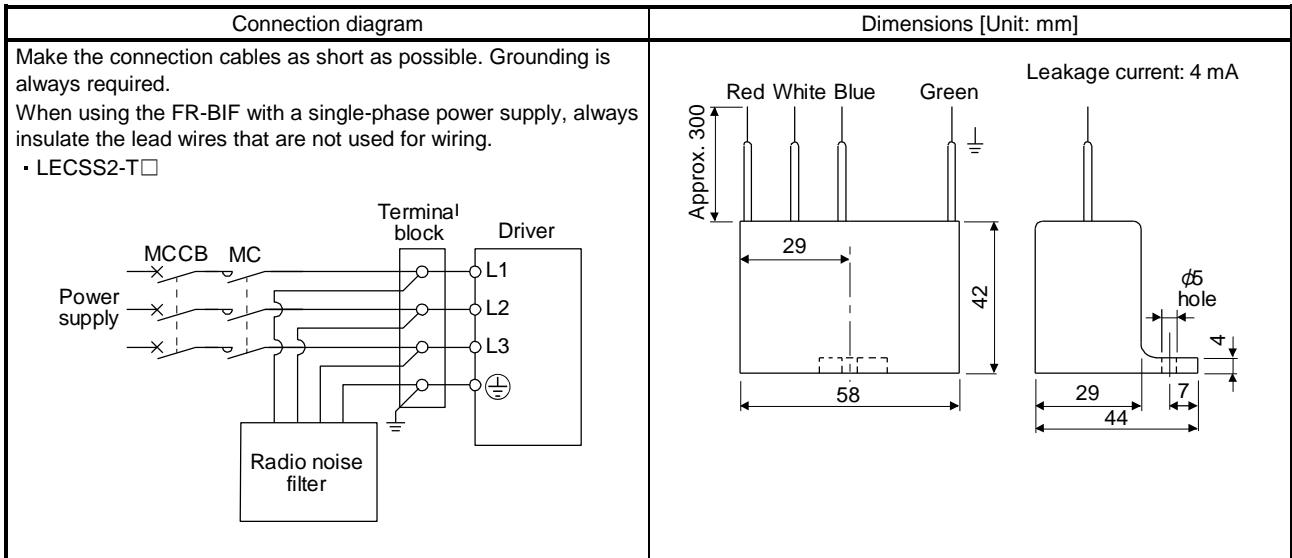 Connection diagram
Dimensions [Unit: mm]
Make the connection cables as short as possible. Grounding is
always required.
When using the FR-BIF with a single-phase power supply, always
insulate the lead wires that are not used for wiring.
▪ LECSS2-T□
Terminal
block
Driver
MCCB MC
Power
supply
L1
L2
L3
Radio noise
filter
Leakage current: 4 mA
Red White Blue Green
Approx. 300
29
42
58
φ5
hole
4
29
7
44